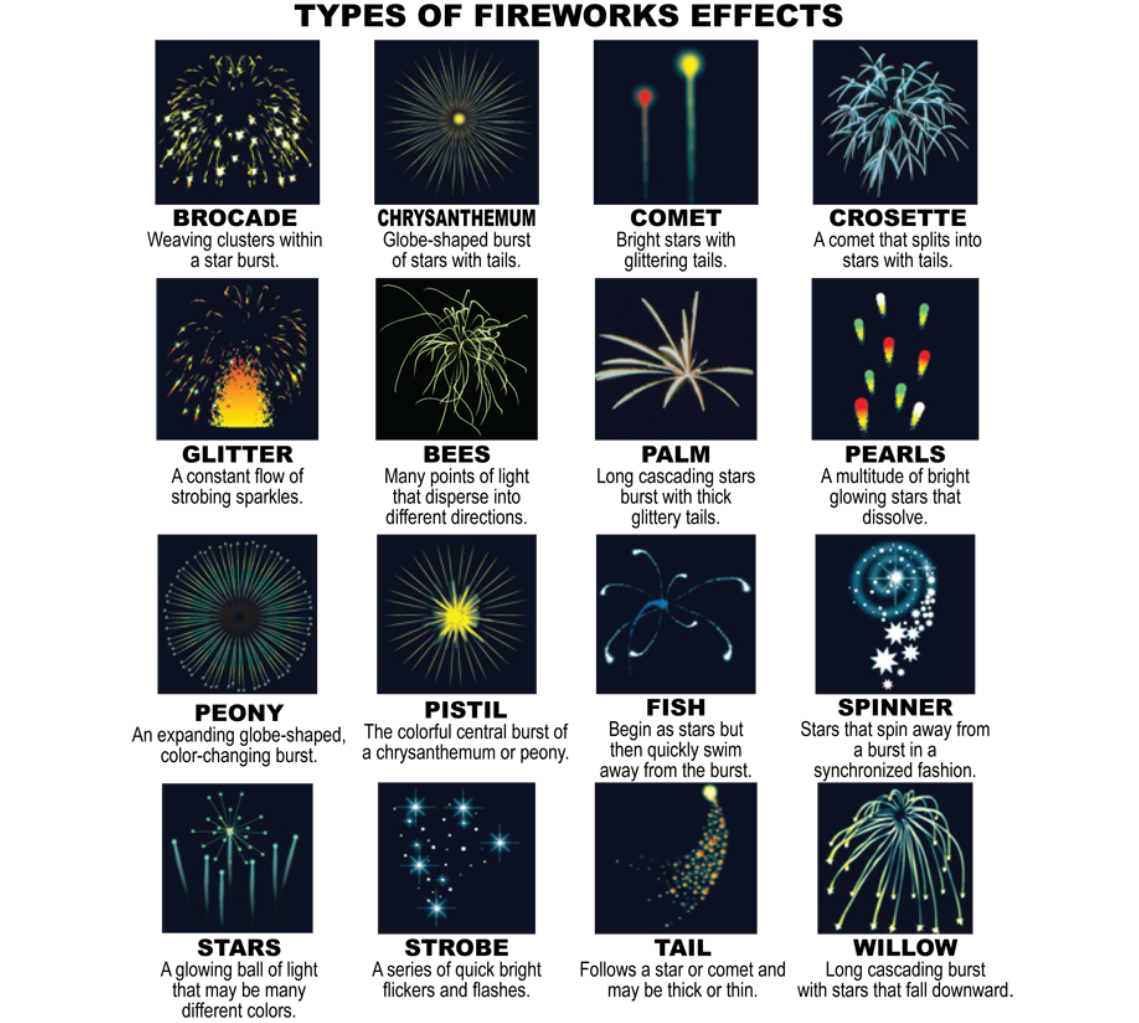 TYPES OF FIREWORKS EFFECTS
BROCADE
Weaving clusters within
a star burst.
CHRYSANTHEMUM
Globe-shaped burst
of stars with tails.
COMET
Bright stars with
glittering tails.
CROSETTE
A comet that splits into
stars with tails.
GLITTER
A constant flow of
strobing sparkles.
BEES
Many points of light
that disperse into
different directions.
PALM
Long cascading stars
burst with thick
glittery tails.
PEARLS
A multitude of bright
glowing stars that
dissolve.
PEONY
An expanding globe-shaped,
color-changing burst.
PISTIL
The colorful central burst of
a chrysanthemum or peony.
FISH
Begin as stars but
then quickly swim
away from the burst.
SPINNER
Stars that spin away from
a burst in a
synchronized fashion.
STARS
A glowing ball of light
that may be many
different colors.
STROBE
A series of quick bright
flickers and flashes.
TAIL
Follows a star or comet and
may be thick or thin.
WILLOW
Long cascading burst
with stars that fall downward.